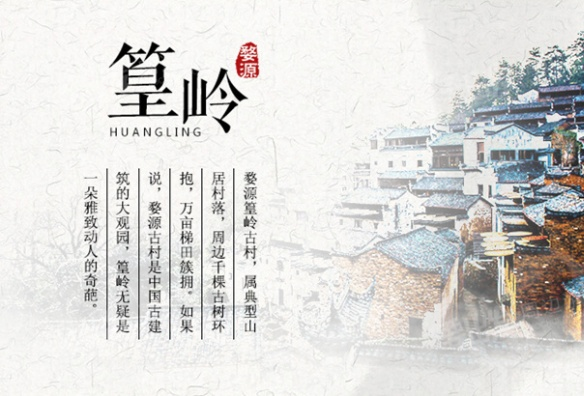 篁岭
婺源
HUANGLING
婺源篁岭古村，属典型山
居村落，周边千棵古树环
抱，万亩梯田簇拥。如果
说，婺源古村是中国古建
筑的大观园，篁岭无疑是
一朵雅致动人的奇葩。